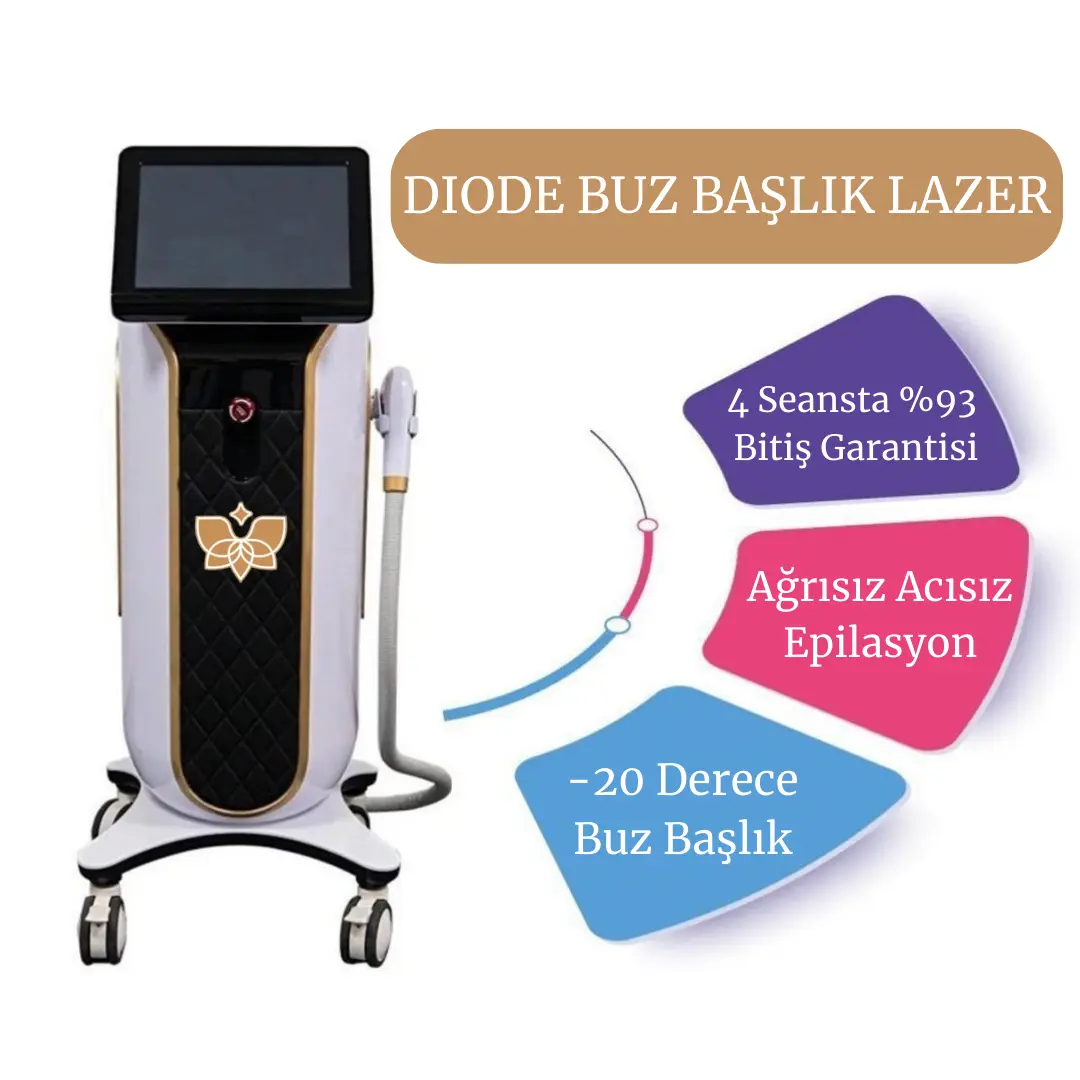 DIODE BUZ BAŞLIK LAZER
4 Seansta %93
Bitiş Garantisi
Ağrısız Acısız
Epilasyon
-20 Derece
Buz Başlık